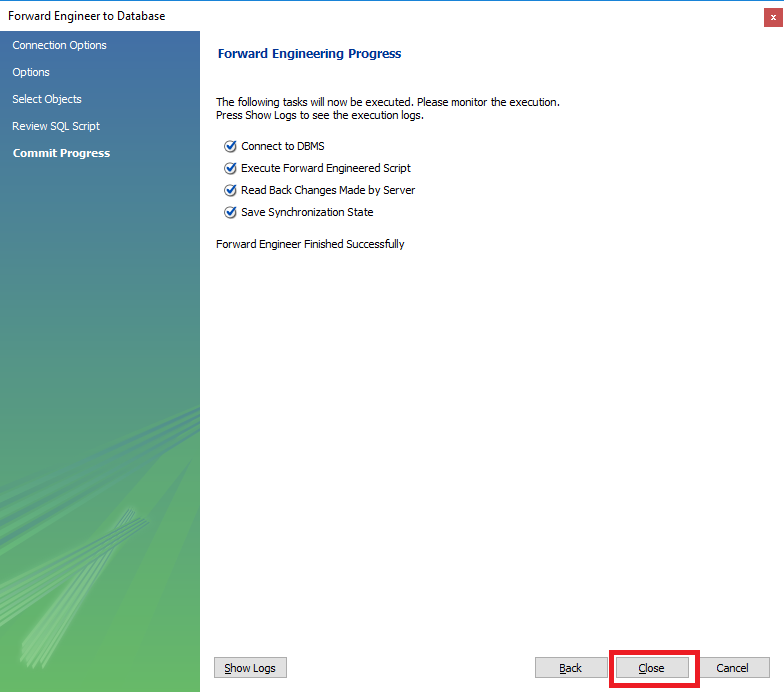 Forward Engineer to Database
x
Connection Options
Options
Select Objects
Review SQL Script
Commit Progress
Forward Engineering Progress
The following tasks will now be executed. Please monitor the execution.
Press Show Logs to see the execution logs.
Connect to DBMS
Execute Forward Engineered Script
Read Back Changes Made by Server
Save Synchronization State
Forward Engineer Finished Successfully
Show Logs
Back
Close
Cancel